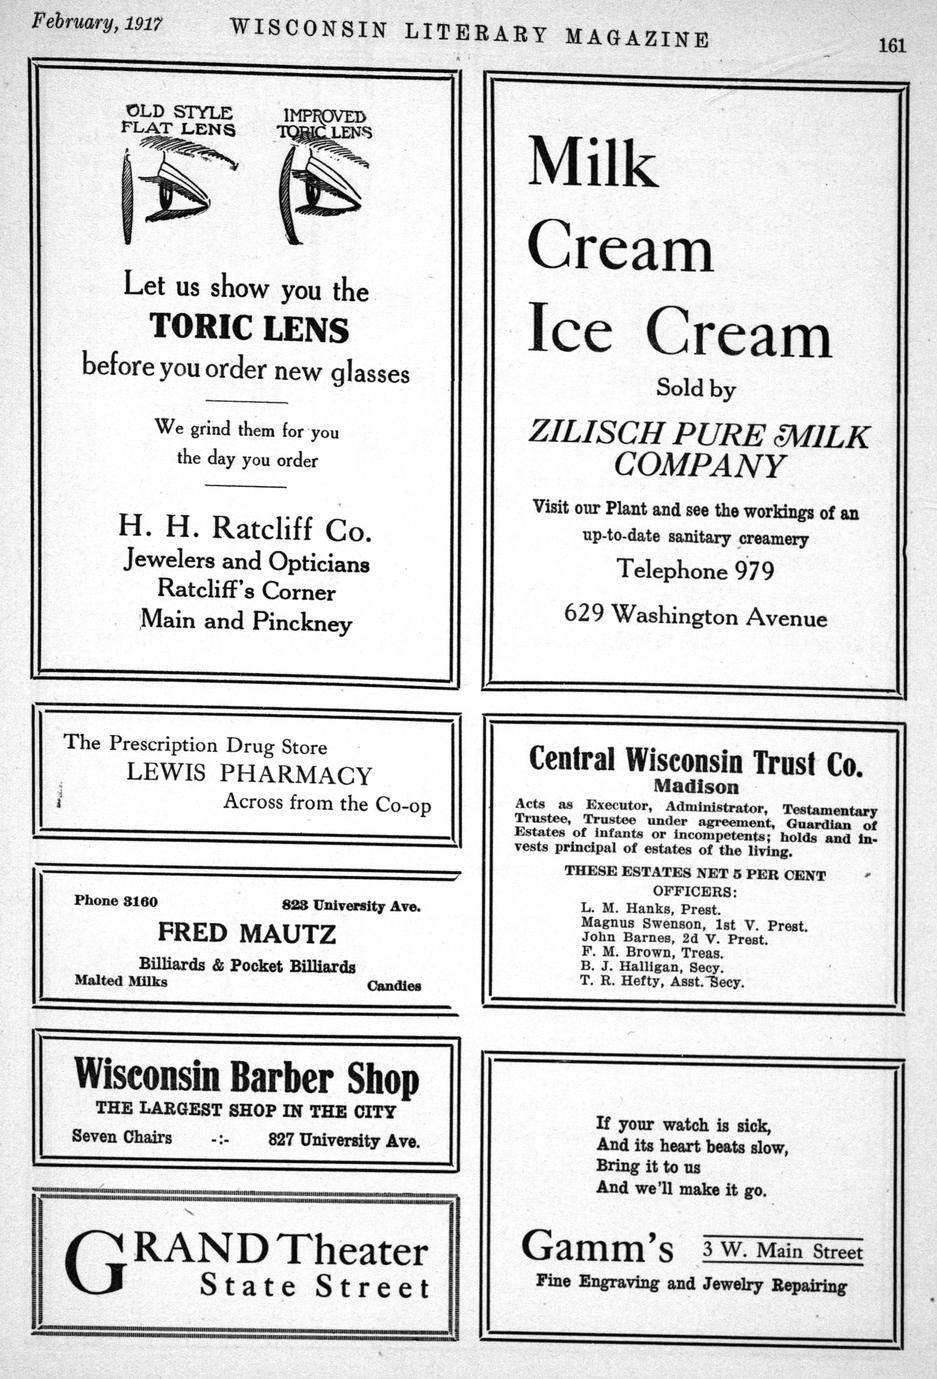 February, 1917 WISCONSIN LITERARY MAGAZINE 161
OLD STYLE
FLAT LENS
IMPROVED
TORIC LENS
Let us show you the
TORIC LENS
before you order new glasses
We grind them for you
the day you order
H. H. Ratcliff Co.
Jewelers and Opticians
Ratcliff's Corner
Main and Pinckney
The Prescription Drug Store
LEWIS PHARMACY
Across from the Co-op
Phone 3160 823 University Ave.
FRED MAUTZ
Billiards & Pocket Billiards
Malted Milks Candies
Wisconsin Barber Shop
THE LARGEST SHOP IN THE CITY
Seven Chairs -:- 827 University Ave.
GRAND Theater
State Street
Milk
Cream
Ice Cream
Sold by
ZILISCH PURE MILK
COMPANY
Visit our Plant and see the workings of an
up-to-date sanitary creamery
Telephone 979
629 Washington Avenue
Central Wisconsin Trust Co.
Madison
Acts as Executor, Administrator, Testamentary
Trustee, Trustee under agreement, Guardian of
Estates of infants or incompetents; holds and in-
vests principal of estates of the living.
THESE ESTATES NET 5 PER CENT
OFFICERS:
L. M. Hanks, Prest.
Magnus Swenson, 1st V. Prest.
John Barnes, 2d V. Prest.
F. M. Brown, Treas.
B. J. Halligan, Secy.
T. R. Hefty, Asst. Secy.
If your watch is sick,
And its heart beats slow,
Bring it to us
And we'll make it go.
Gamm's 3 W. Main Street
Fine Engraving and Jewelry Repairing